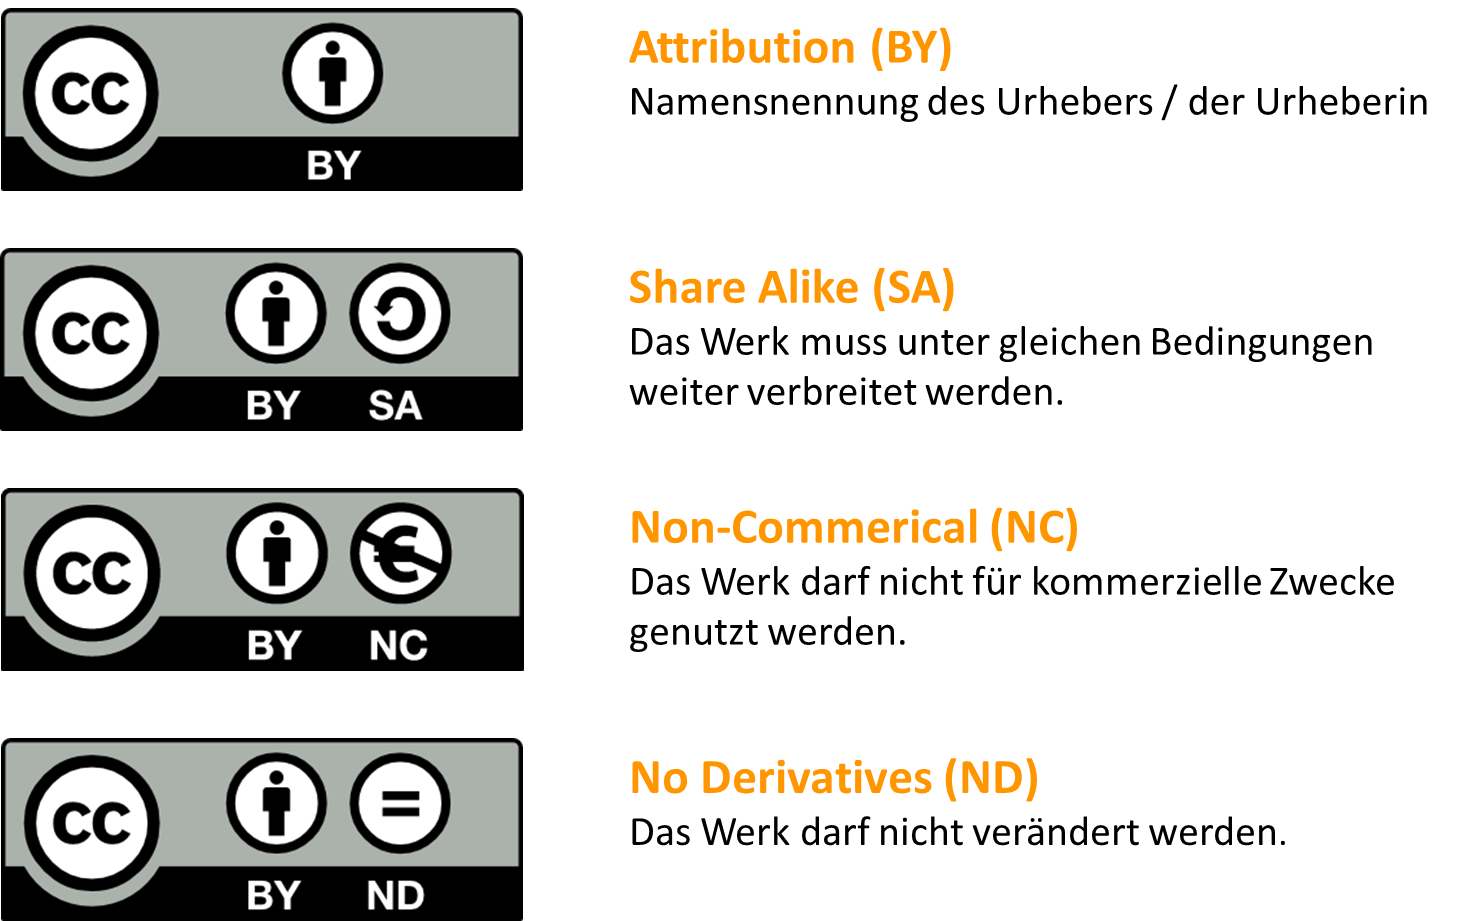 CC BY
Attribution (BY)
Namensnennung des Urhebers / der Urheberin
CC BY SA
Share Alike (SA)
Das Werk muss unter gleichen Bedingungen
weiter verbreitet werden.
CC € BY NC
Non-Commerical (NC)
Das Werk darf nicht für kommerzielle Zwecke
genutzt werden.
CC = BY ND
No Derivatives (ND)
Das Werk darf nicht verändert werden.